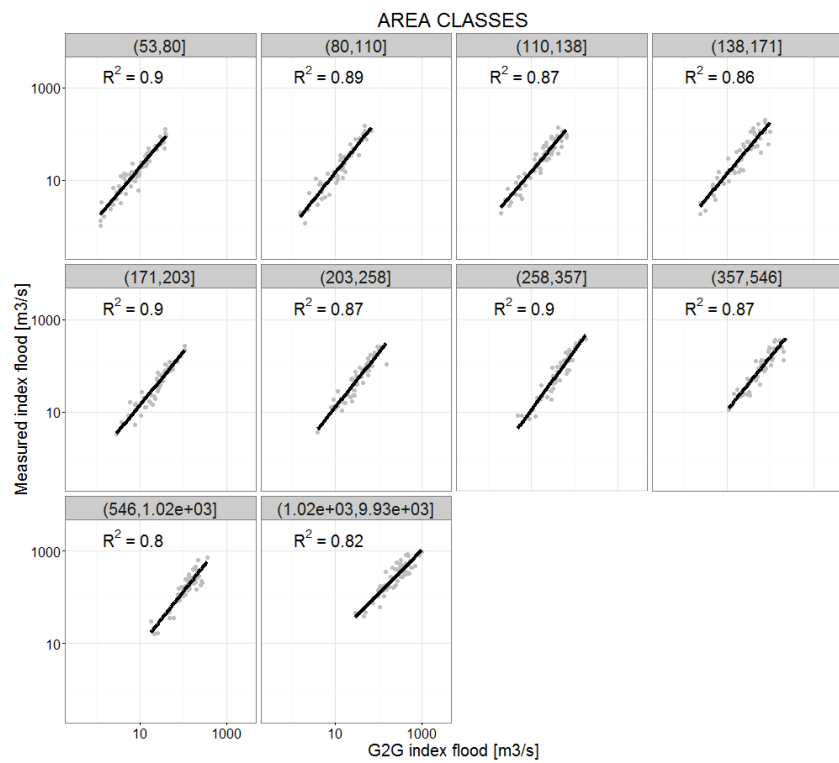 AREA CLASSES
(53,80] (80,110] (110,138] (138,171]
R² = 0.9 R² = 0.89 R² = 0.87 R² = 0.86
1000
10
(171,203] (203,258] (258,357] (357,546]
R² = 0.9 R² = 0.87 R² = 0.9 R² = 0.87
1000
10
Measured index flood [m3/s]
(546,1.02e+03] (1.02e+03,9.93e+03]
R² = 0.8 R² = 0.82
1000
10
10 1000 10 1000
G2G index flood [m3/s]